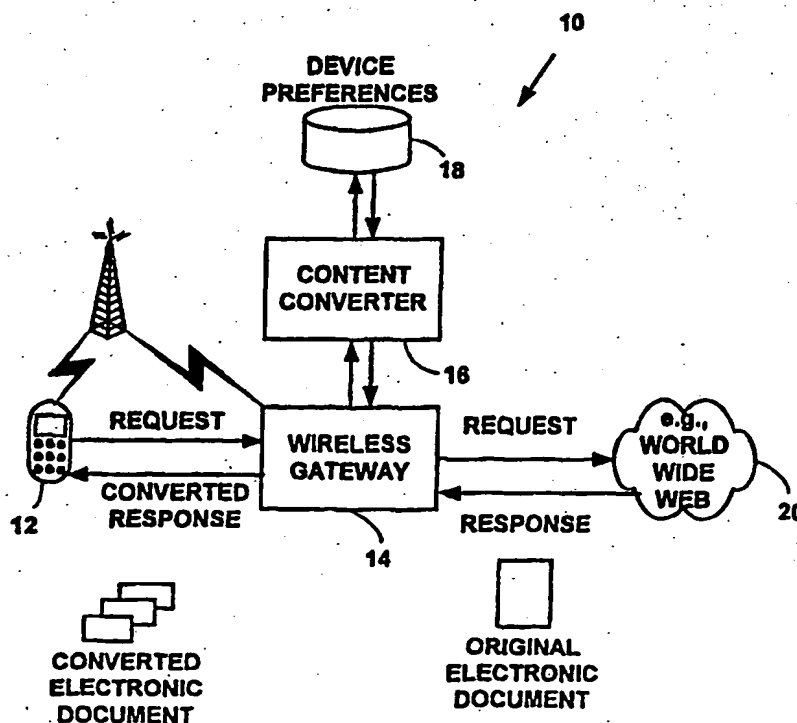 10
DEVICE
PREFERENCES
18
CONTENT
CONVERTER
16
REQUEST
WIRELESS
GATEWAY
REQUEST
e.g.,
WORLD
WIDE
WEB
CONVERTED
RESPONSE
12
14
RESPONSE
20
CONVERTED
ELECTRONIC
DOCUMENT
ORIGINAL
ELECTRONIC
DOCUMENT